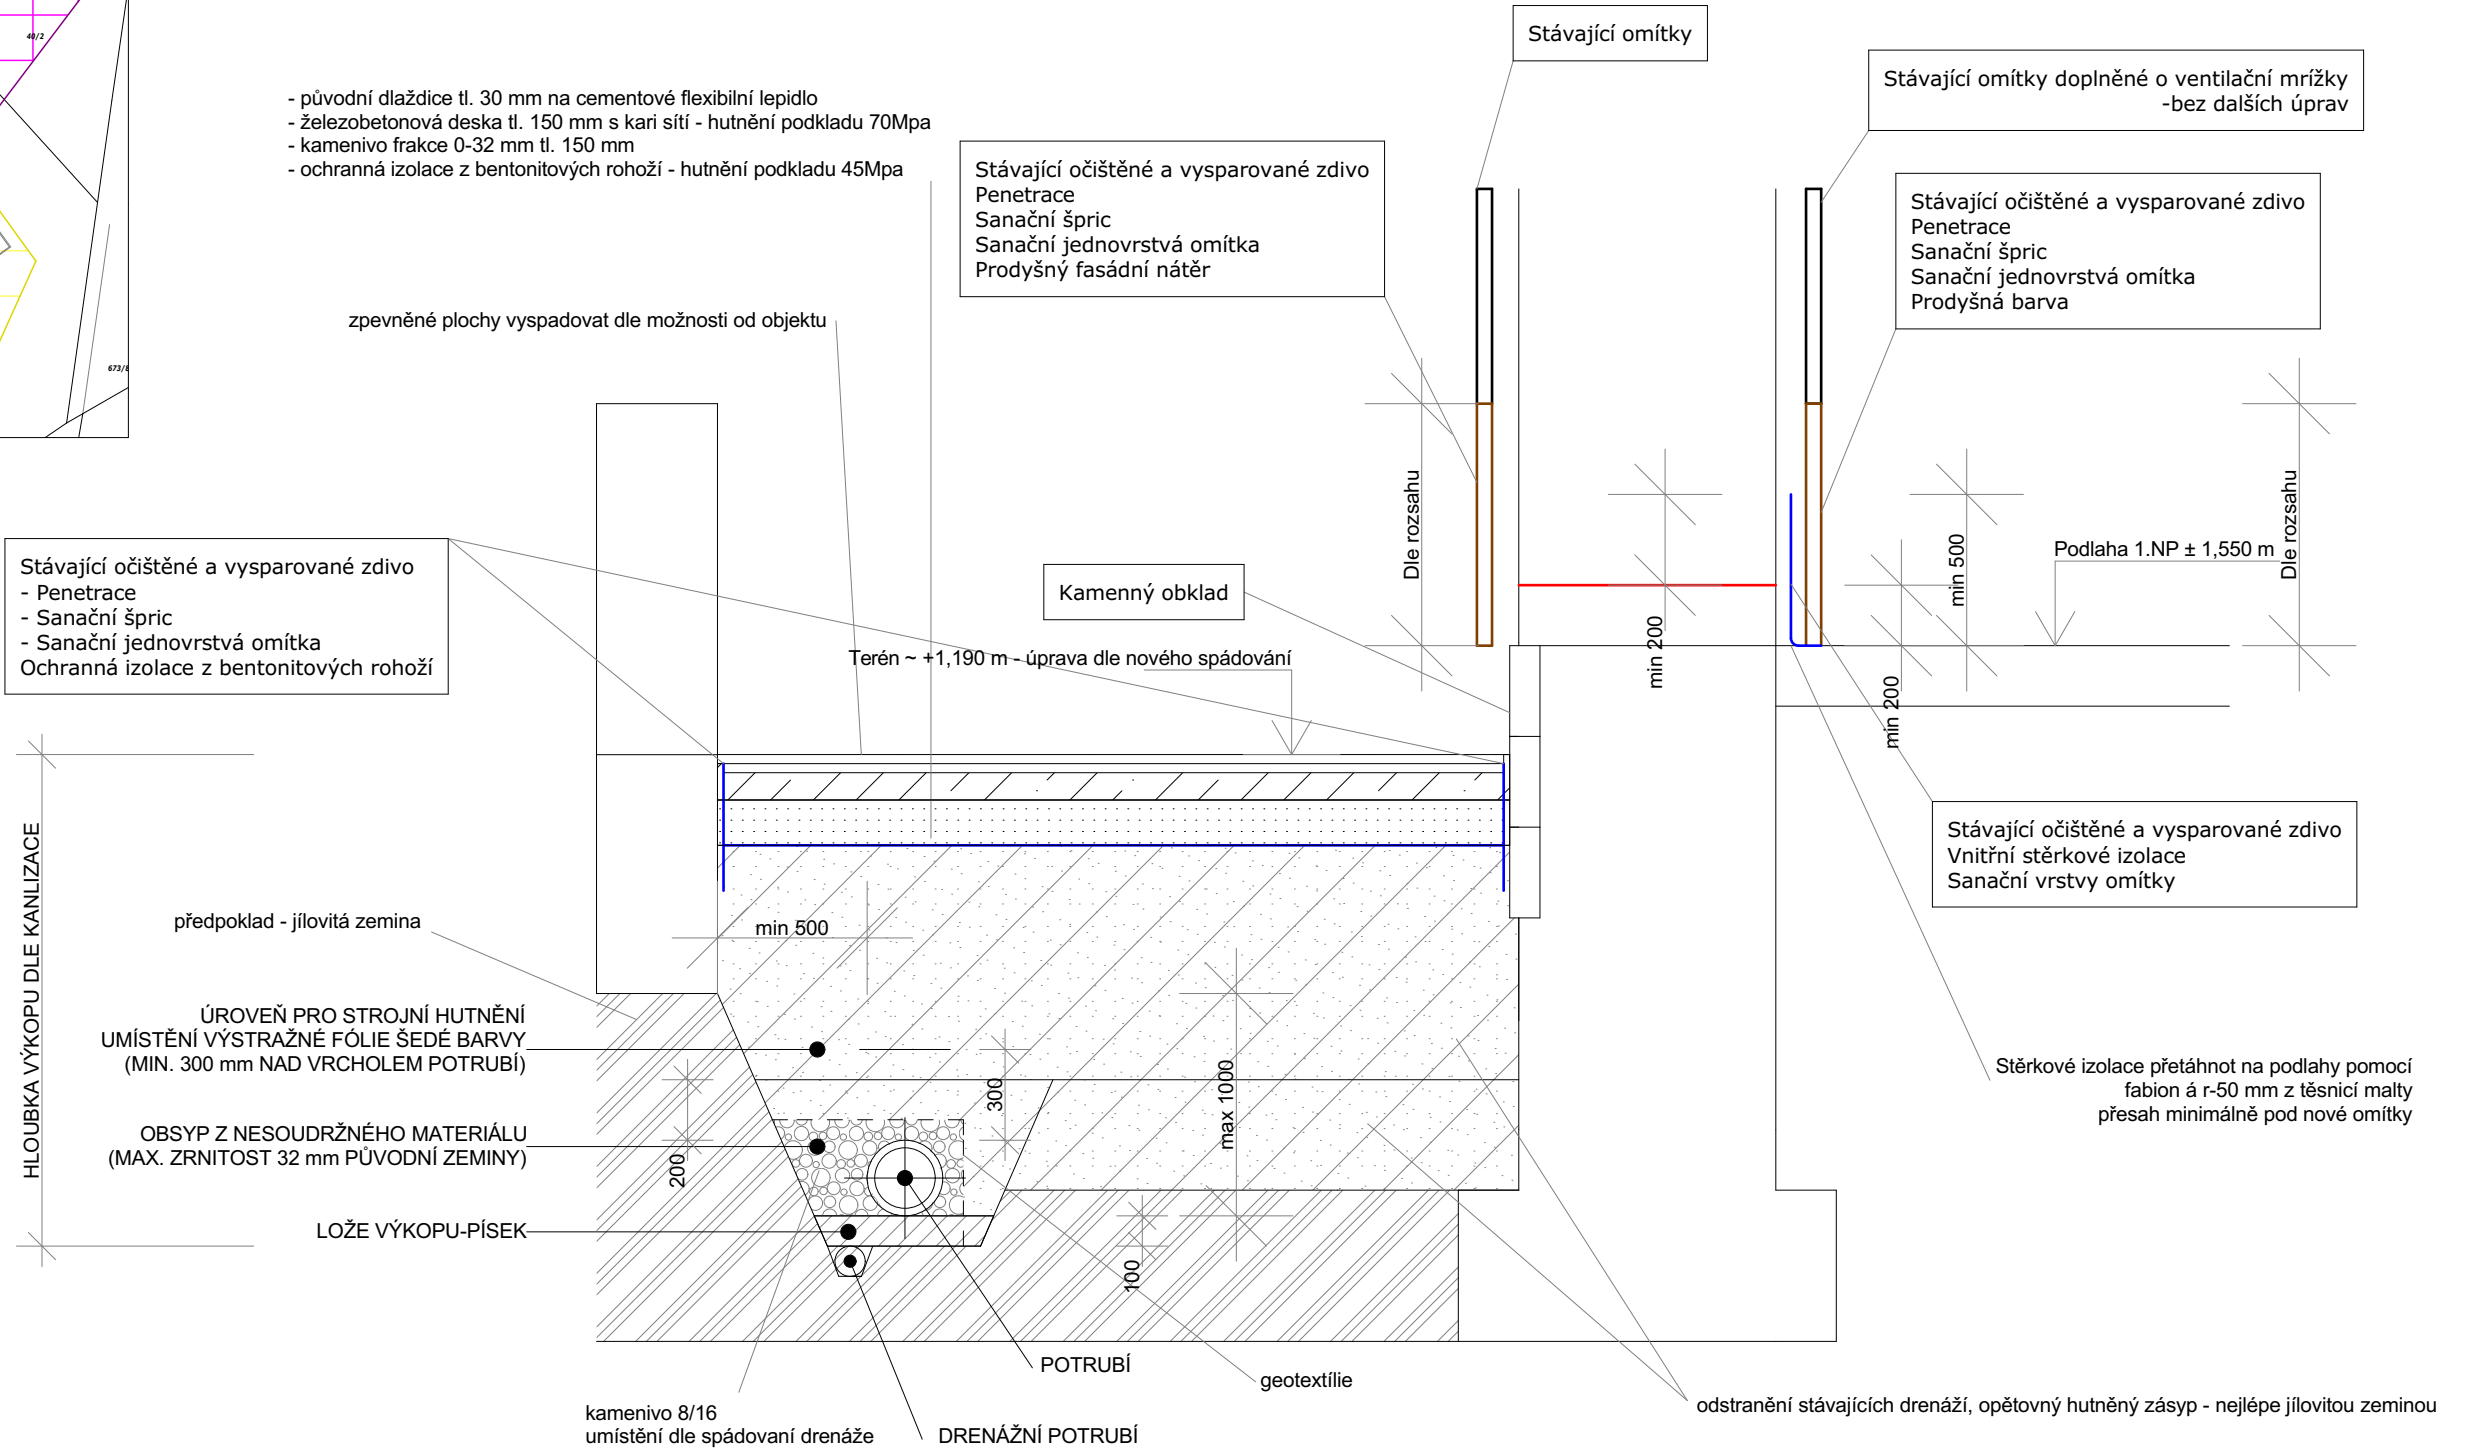 40/2
673/8
- původní dlaždice tl. 30 mm na cementové flexibilní lepidlo
- železobetonová deska tl. 150 mm s kari sítí - hutnění podkladu 70Mpa
- kamenivo frakce 0-32 mm tl. 150 mm
- ochranná izolace z bentonitových rohoží - hutnění podkladu 45Mpa
Stávající omítky
Stávající omítky doplněné o ventilační mrížky
-bez dalších úprav
Stávající očištěné a vysparované zdivo
Penetrace
Sanační špric
Sanační jednovrstvá omítka
Prodyšný fasádní nátěr
Stávající očištěné a vysparované zdivo
Penetrace
Sanační špric
Sanační jednovrstvá omítka
Prodyšná barva
zpevněné plochy vyspadovat dle možnosti od objektu
Dle rozsahu
min 200
min 500
Podlaha 1.NP ± 1,550 m
Dle rozsahu
min 200
Stávající očištěné a vysparované zdivo
- Penetrace
- Sanační špric
- Sanační jednovrstvá omítka
Ochranná izolace z bentonitových rohoží
Kamenný obklad
Terén ~ +1,190 m - úprava dle nového spádování
Stávající očištěné a vysparované zdivo
Vnitřní stěrkové izolace
Sanační vrstvy omítky
HLOUBKA VÝKOPU DLE KANLIZACE
předpoklad - jílovitá zemina
min 500
ÚROVEŇ PRO STROJNÍ HUTNĚNÍ
UMÍSTĚNÍ VÝSTRAŽNÉ FÓLIE ŠEDÉ BARVY
(MIN. 300 mm NAD VRCHOLEM POTRUBÍ)
300
max 1000
200
100
OBSYP Z NESOUDRŽNÉHO MATERIÁLU
(MAX. ZRNITOST 32 mm PŮVODNÍ ZEMINY)
LOŽE VÝKOPU-PÍSEK
Stěrkové izolace přetáhnot na podlahy pomocí
fabion á r-50 mm z těsnicí malty
přesah minimálně pod nové omítky
POTRUBÍ
geotextílie
odstranění stávajících drenáží, opětovný hutněný zásyp - nejlépe jílovitou zeminou
kamenivo 8/16
umístění dle spádovaní drenáže
DRENÁŽNÍ POTRUBÍ